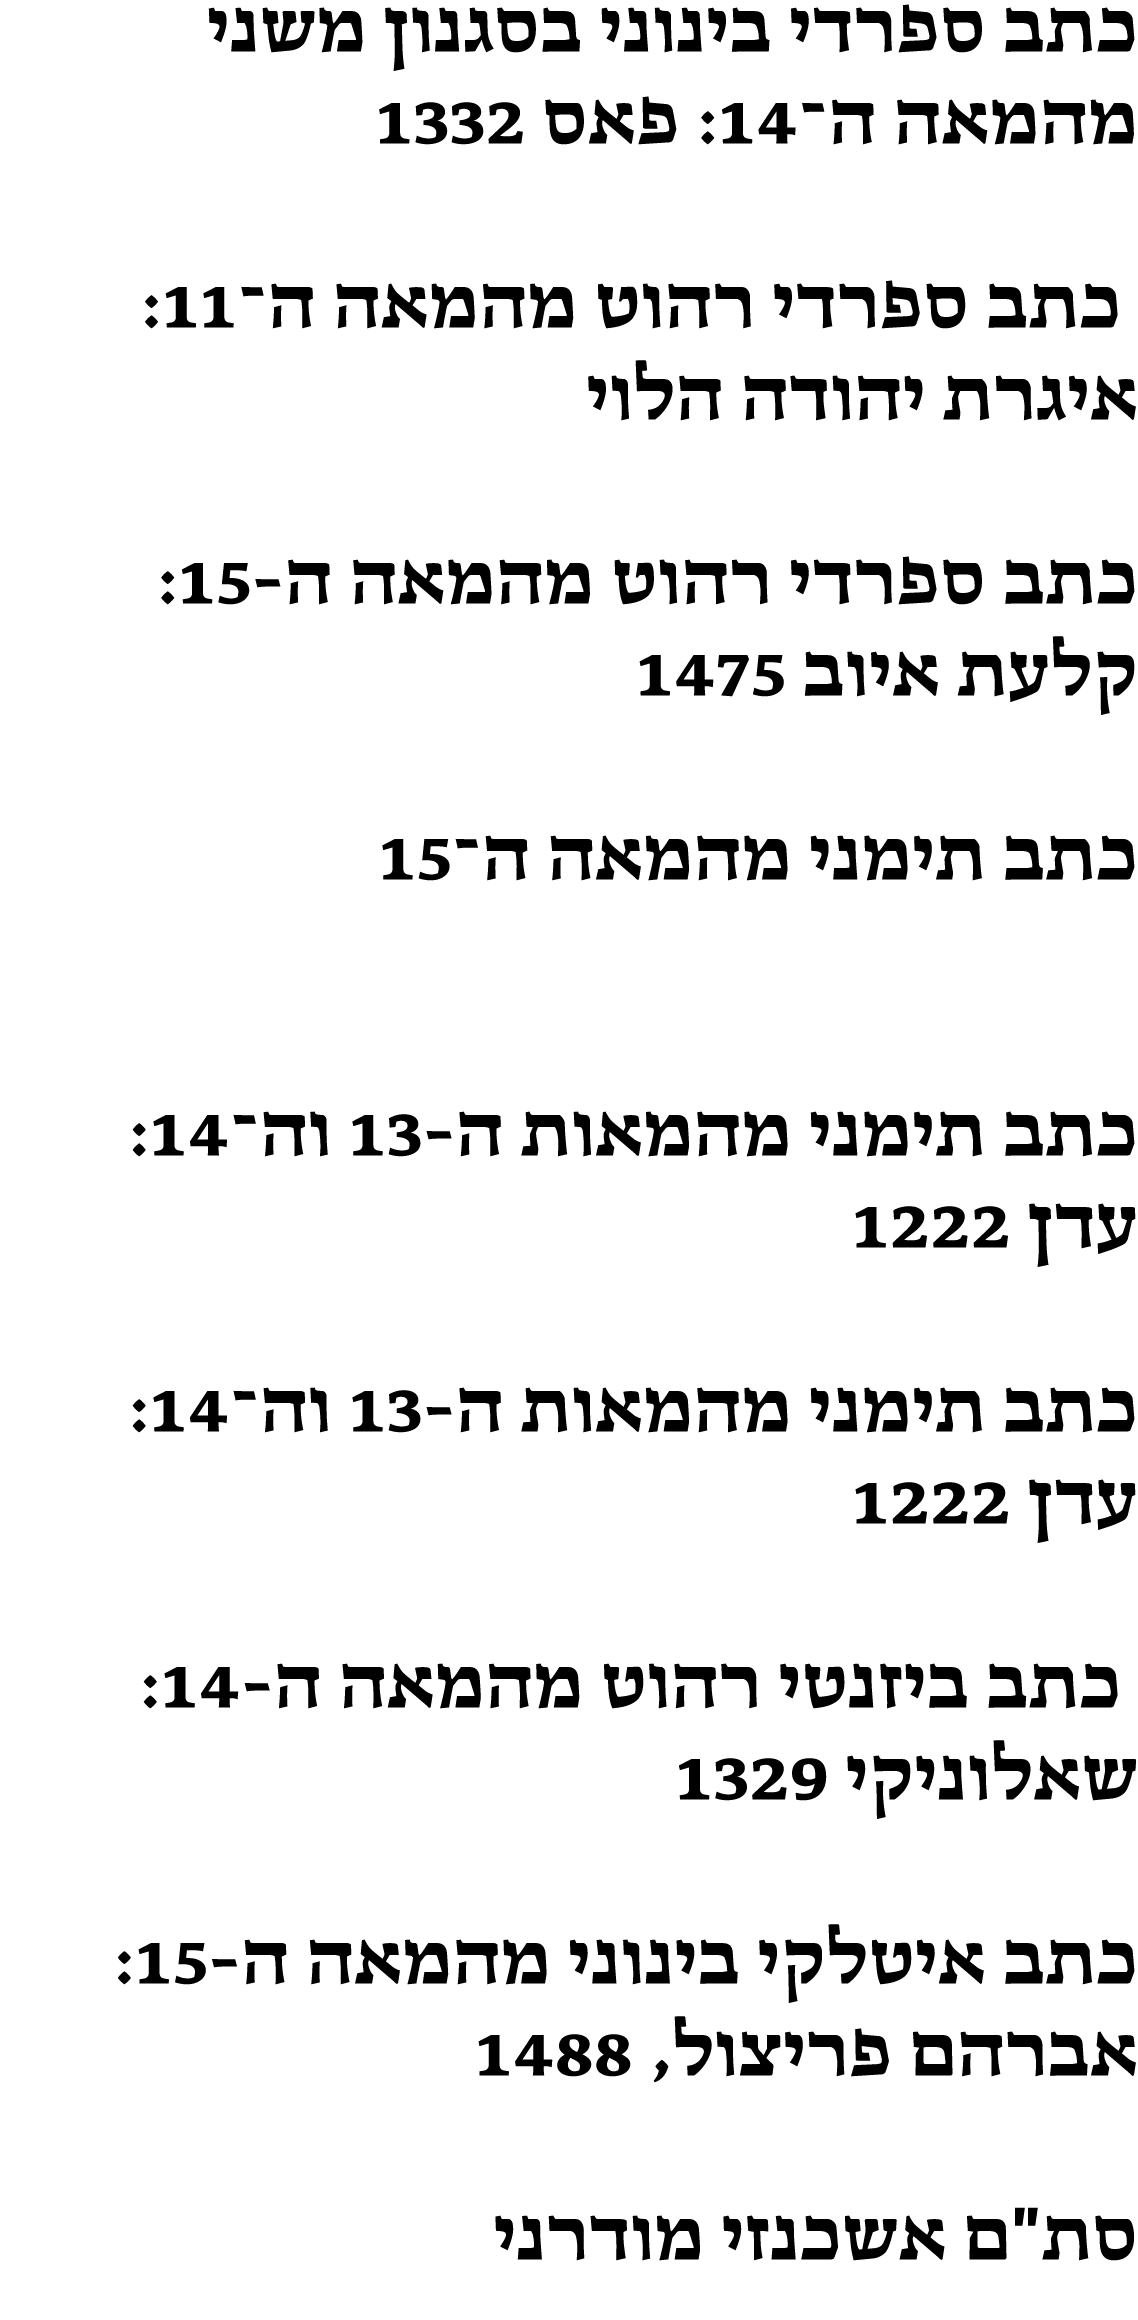 כתב ספרדי בינוני בסגנון משני
מהמאה ה־14: פאס 1332
כתב ספרדי רהוט מהמאה ה־11:
איגרת יהודה הלוי
כתב ספרדי רהוט מהמאה ה-15:
קלעת איוב 1475
כתב תימני מהמאה ה־15
כתב תימני מהמאות ה-13 וה־14:
עדן 1222
כתב תימני מהמאות ה-13 וה־14:
עדן 1222
כתב ביזנטי רהוט מהמאה ה-14:
שאלוניקי 1329
כתב איטלקי בינוני מהמאה ה-15:
אברהם פריצול, 1488
סת"ם אשכנזי מודרני